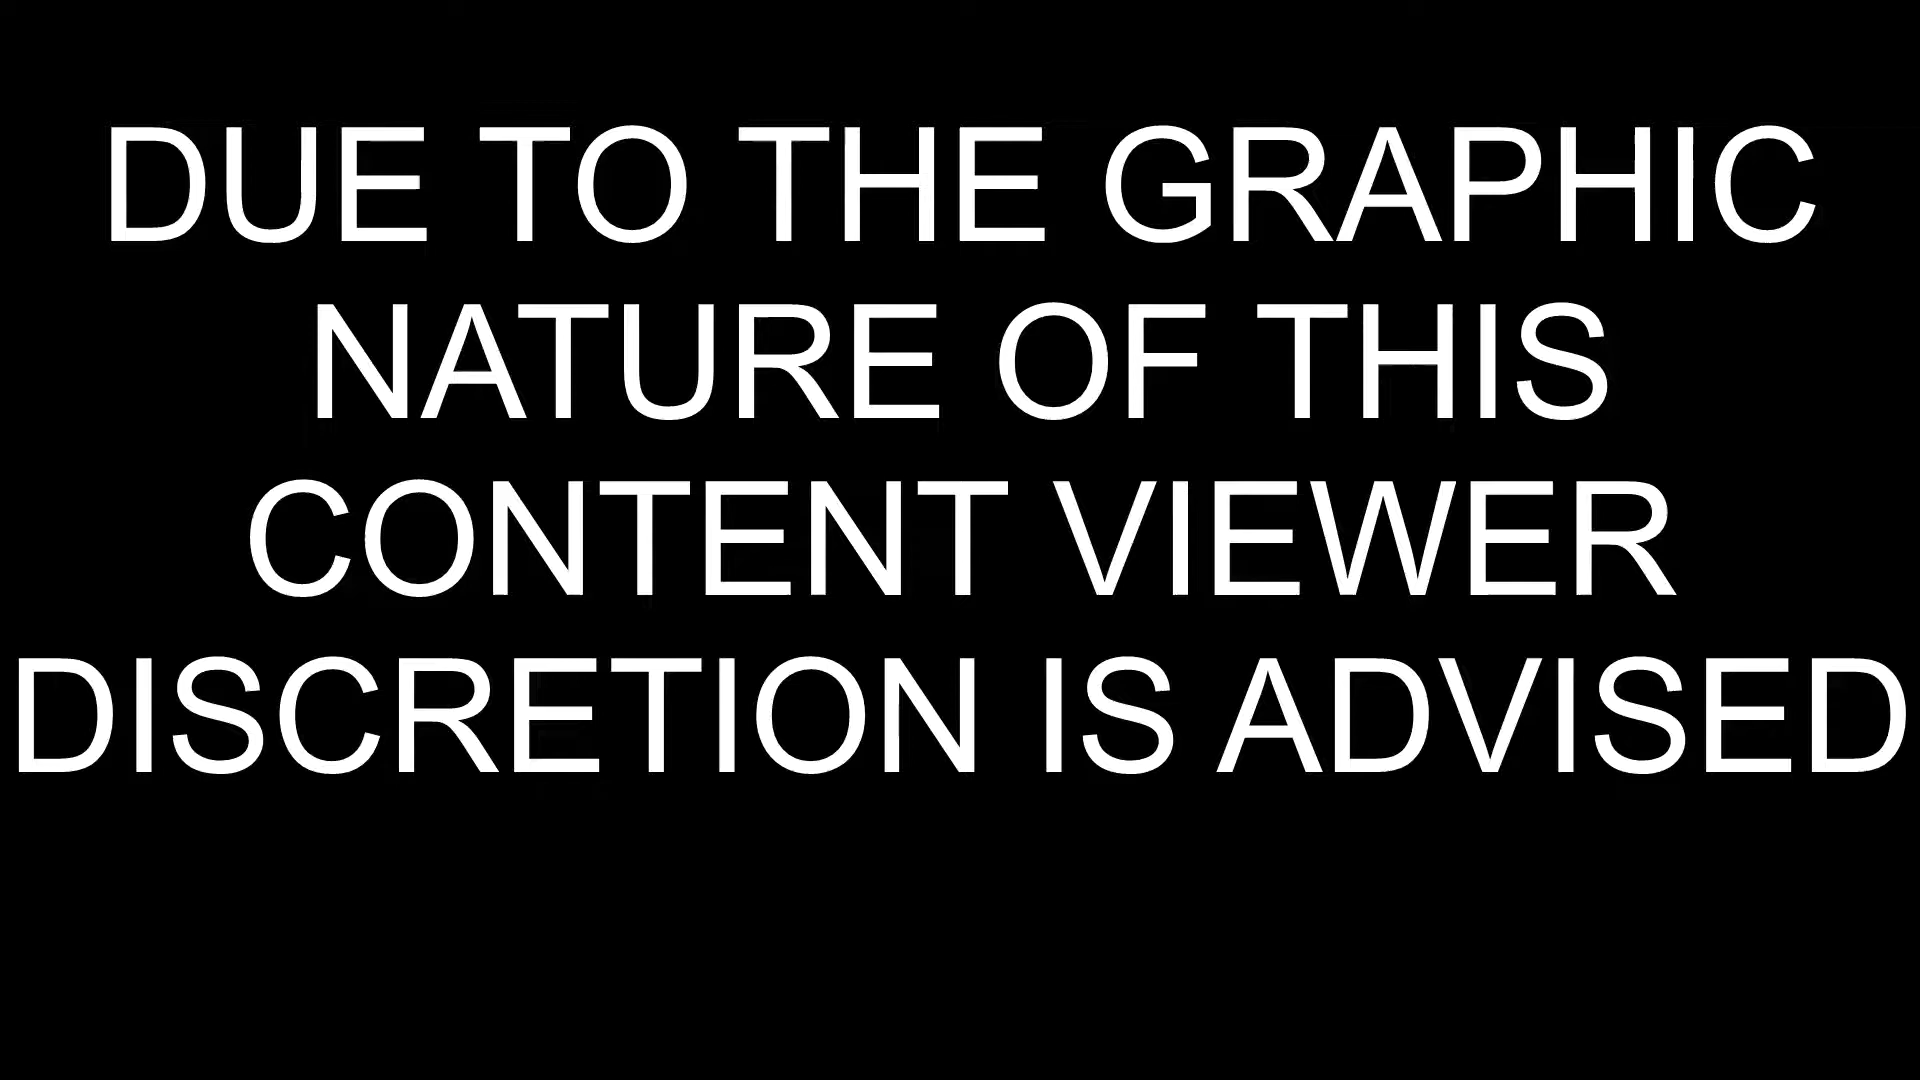 DUE TO THE GRAPHIC
NATURE OF THIS
CONTENT VIEWER
DISCRETION IS ADVISED